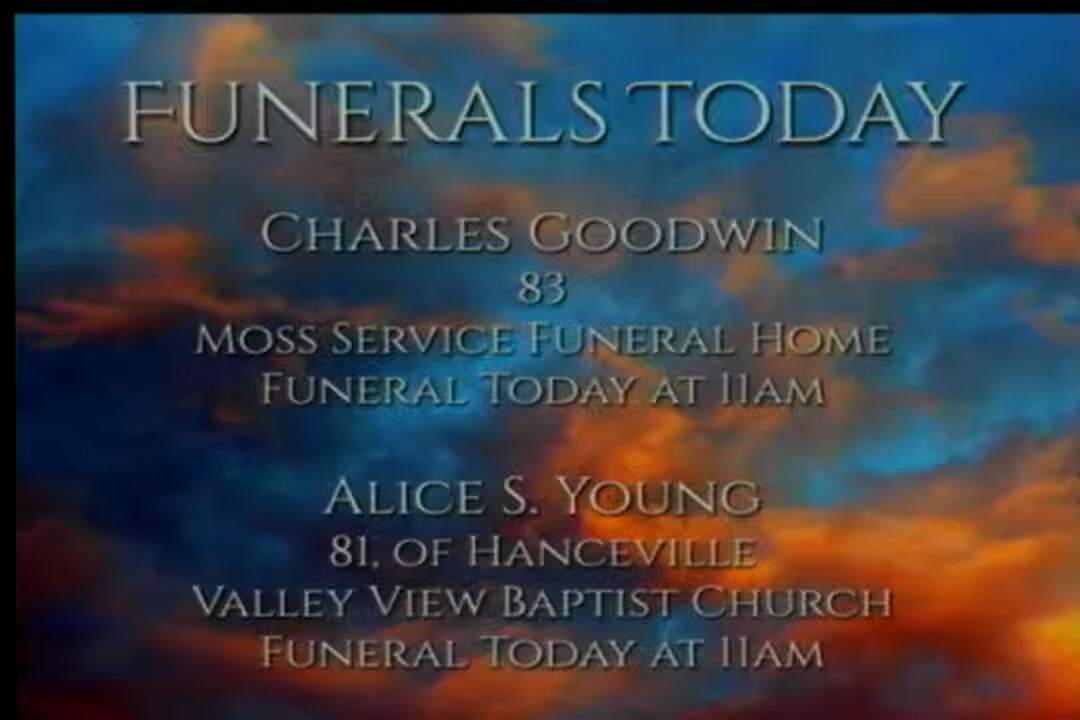 Funerals Today
Charles Goodwin
83
Moss Service Funeral Home
Funeral Today at 11am
Alice S. Young
81, of Hanceville
Valley View Baptist Church
Funeral Today at 11am